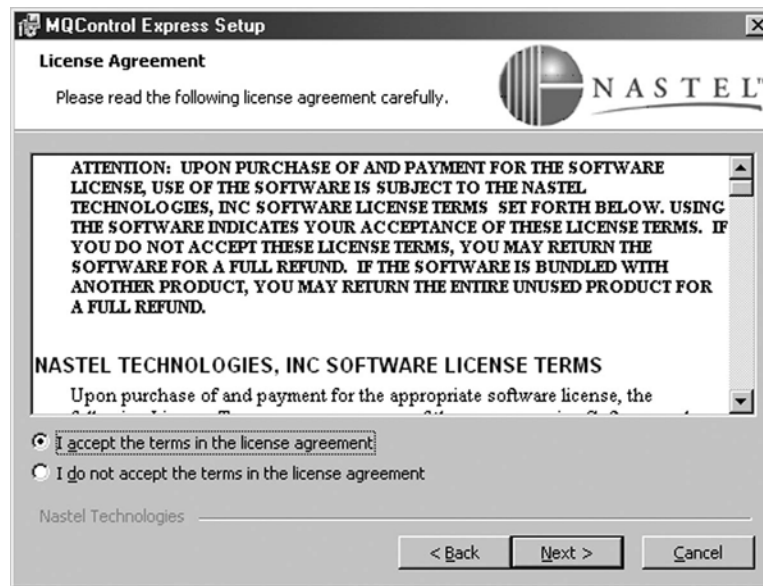 MQControl Express Setup
License Agreement
Please read the following license agreement carefully.
NASTEL™
ATTENTION: UPON PURCHASE OF AND PAYMENT FOR THE SOFTWARE
LICENSE, USE OF THE SOFTWARE IS SUBJECT TO THE NASTEL
TECHNOLOGIES, INC SOFTWARE LICENSE TERMS SET FORTH BELOW. USING
THE SOFTWARE INDICATES YOUR ACCEPTANCE OF THESE LICENSE TERMS. IF
YOU DO NOT ACCEPT THESE LICENSE TERMS, YOU MAY RETURN THE
SOFTWARE FOR A FULL REFUND. IF THE SOFTWARE IS BUNDLED WITH
ANOTHER PRODUCT, YOU MAY RETURN THE ENTIRE UNUSED PRODUCT FOR
A FULL REFUND.
NASTEL TECHNOLOGIES, INC SOFTWARE LICENSE TERMS
Upon purchase of and payment for the appropriate software license, the
I accept the terms in the license agreement
I do not accept the terms in the license agreement
Nastel Technologies
< Back
Next >
Cancel